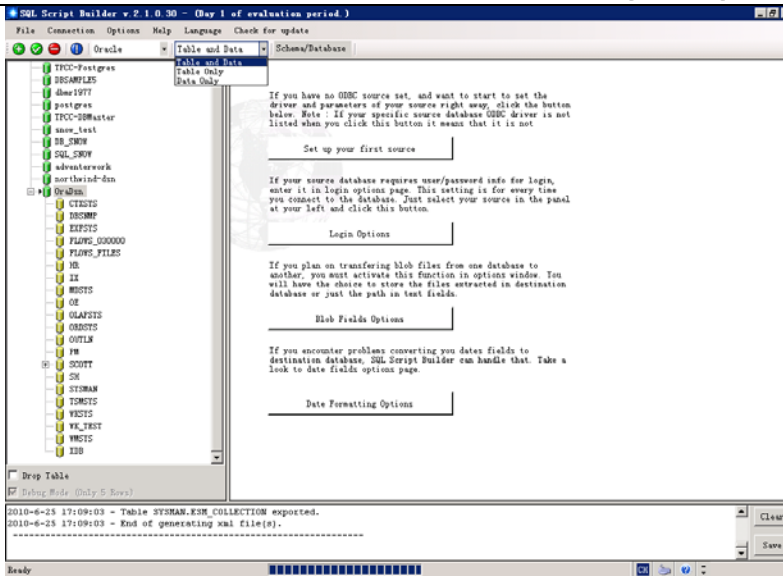 SQL Script Builder v.2.1.0.30 - (Day 1 of evaluation period.)
File Connection Options Help Language Check for update
Oracle Table and Data Schema/Database
Table and Data
Table Only
Data Only
TPCC-Postgres
DBSAMPLE5
dbmr1977
postgres
TPCC-DBMaster
snow_test
DB_SNOW
SQL_SNOW
adventerwork
northwind-dsn
OraDsn
CTXSYS
DBSNMP
EXFSYS
FLOWS_030000
FLOWS_FILES
HR
IX
MDSYS
OE
OLAPSYS
ORDSYS
OUTLN
PM
SCOTT
SH
SYSMAN
TSMSYS
WKSYS
WK_TEST
WMSYS
XDB
If you have no ODBC source set, and want to start to set the
driver and parameters of your source right away, click the button
below. Note : If your specific source database ODBC driver is not
listed when you click this button it means that it is not
Set up your first source
If your source database requires user/password info for login,
enter it in login options page. This setting is for every time
you connect to the database. Just select your source in the panel
at your left and click this button.
Login Options
If you plan on transfering blob files from one database to
another, you must activate this function in options window. You
will have the choice to store the files extracted in destination
database or just the path in text fields.
Blob Fields Options
If you encounter problems converting you dates fields to
destination database, SQL Script Builder can handle that. Take a
look to date fields options page.
Date Formatting Options
Drop Table
Debug Mode (Only 5 Rows)
2010-6-25 17:09:03 - Table SYSMAN.ESM_COLLECTION exported.
2010-6-25 17:09:03 - End of generating xml file(s).
Clear
Save
Ready
CH